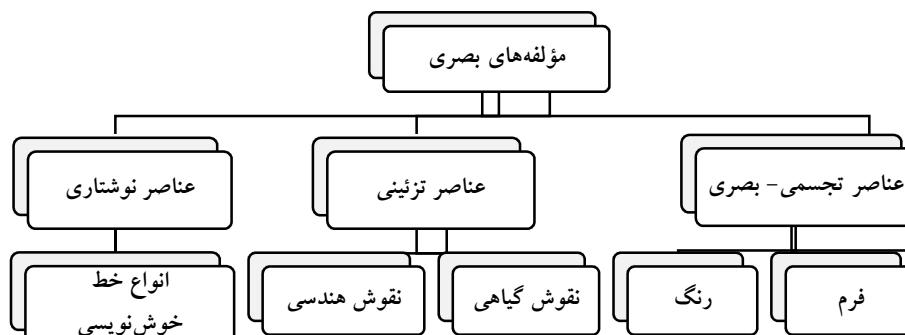 مؤلفه‌های بصری
عناصر تجسمی- بصری
عناصر تزئینی
عناصر نوشتاری
فرم
رنگ
نقوش گیاهی
نقوش هندسی
انواع خط
خوش‌نویسی